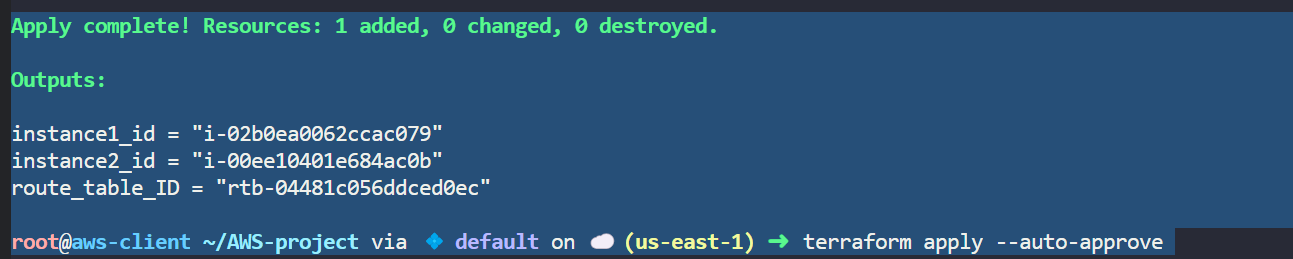 Apply complete! Resources: 1 added, 0 changed, 0 destroyed.
Outputs:
instance1_id = "i-02b0ea0062ccac079"
instance2_id = "i-00ee10401e684ac0b"
route_table_ID = "rtb-04481c056ddced0ec"
root@aws-client ~/AWS-project via 💠 default on ☁️ (us-east-1) ➜ terraform apply --auto-approve